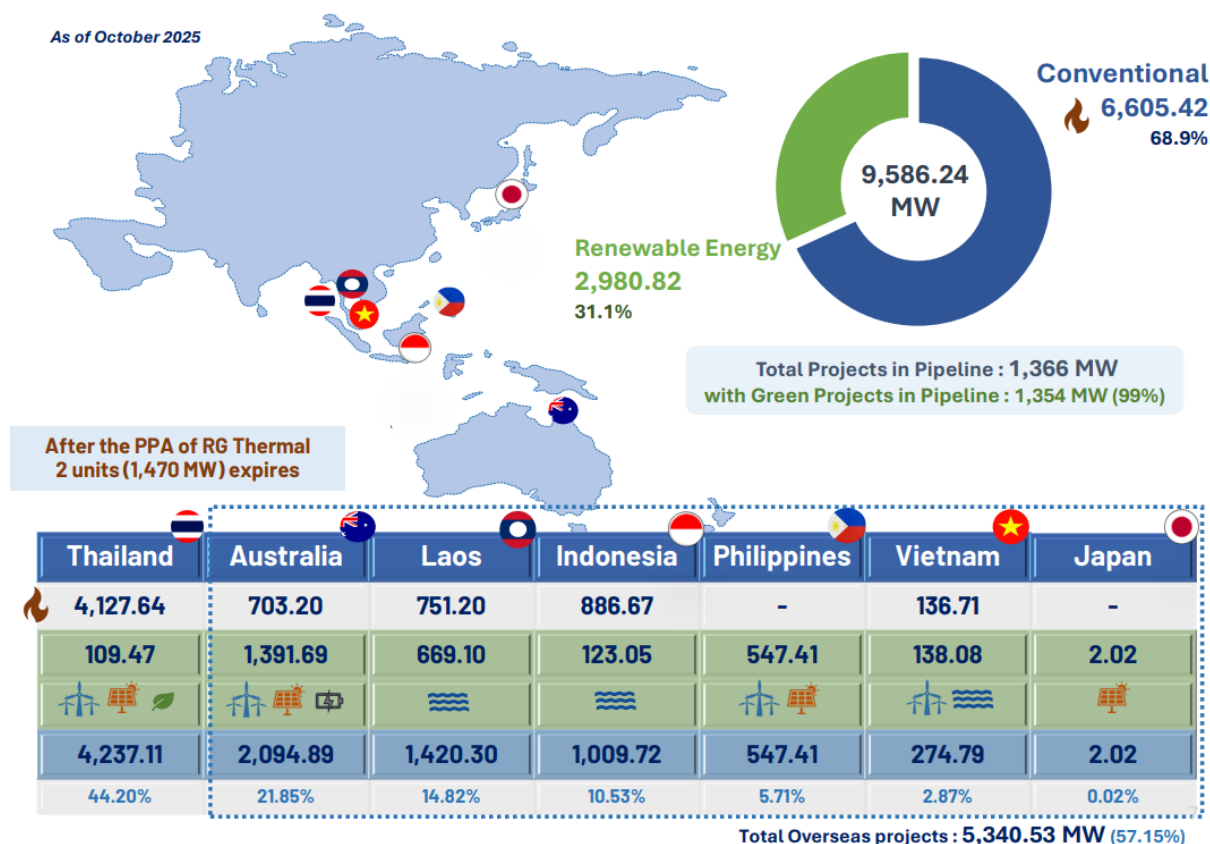 As of October 2025
Conventional
6,605.42
68.9%
9,586.24
MW
Renewable Energy
2,980.82
31.1%
Total Projects in Pipeline : 1,366 MW
with Green Projects in Pipeline : 1,354 MW (99%)
After the PPA of RG Thermal
2 units (1,470 MW) expires
Thailand Australia Laos Indonesia Philippines Vietnam Japan
4,127.64 703.20 751.20 886.67 - 136.71 -
109.47 1,391.69 669.10 123.05 547.41 138.08 2.02
4,237.11 2,094.89 1,420.30 1,009.72 547.41 274.79 2.02
44.20% 21.85% 14.82% 10.53% 5.71% 2.87% 0.02%
Total Overseas projects : 5,340.53 MW (57.15%)